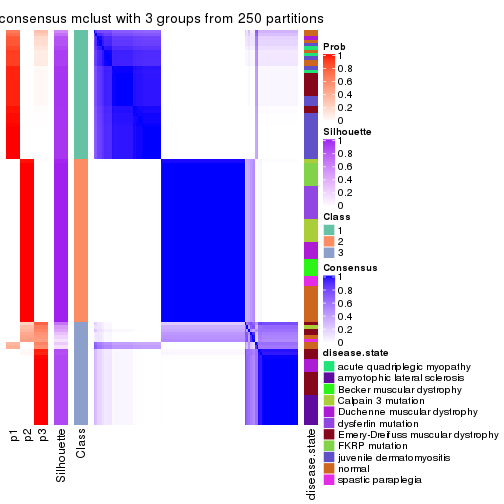 consensus mclust with 3 groups from 250 partitions
Prob
1
0.8
0.6
0.4
0.2
0
Silhouette
1
0.8
0.6
0.4
0.2
0
Class
1
2
3
Consensus
1
0.8
0.6
0.4
0.2
0
disease.state
acute quadriplegic myopathy
amyotophic lateral sclerosis
Becker muscular dystrophy
Calpain 3 mutation
Duchenne muscular dystrophy
dysferlin mutation
Emery-Dreifuss muscular dystrophy
FKRP mutation
juvenile dermatomyositis
normal
spastic paraplegia
p1
p2
p3
Silhouette
Class
disease.state